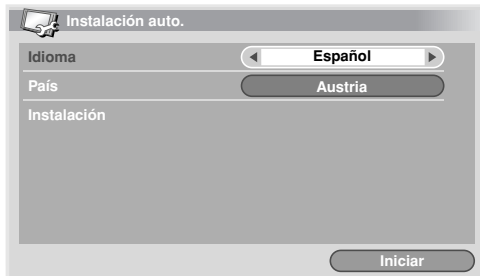 Instalación auto.
Idioma Español
País Austria
Instalación
Iniciar